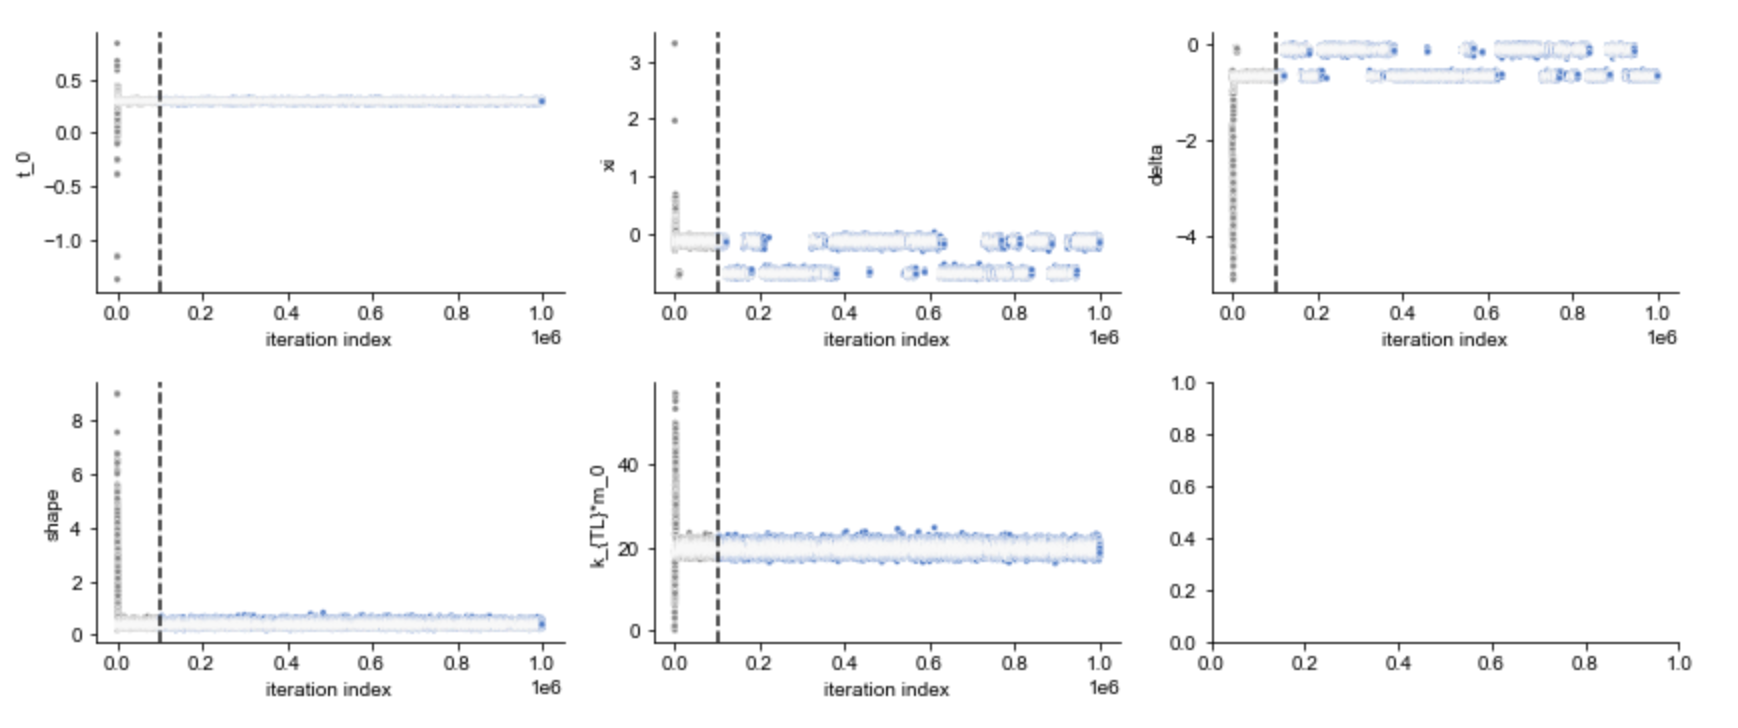 t_0
0.5
0.0
−0.5
−1.0
0.0 0.2 0.4 0.6 0.8 1.0
iteration index 1e6
xi
3
2
1
0
0.0 0.2 0.4 0.6 0.8 1.0
iteration index 1e6
delta
0
−2
−4
0.0 0.2 0.4 0.6 0.8 1.0
iteration index 1e6
shape
8
6
4
2
0
0.0 0.2 0.4 0.6 0.8 1.0
iteration index 1e6
k_{TL}*m_0
40
20
0
0.0 0.2 0.4 0.6 0.8 1.0
iteration index 1e6
1.0
0.8
0.6
0.4
0.2
0.0
0.0 0.2 0.4 0.6 0.8 1.0